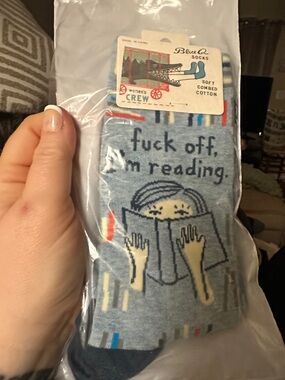 Blue Q
SOCKS
SOFT
COMBED
COTTON
WOMEN'S
CREW
fuck off,
I'm reading.